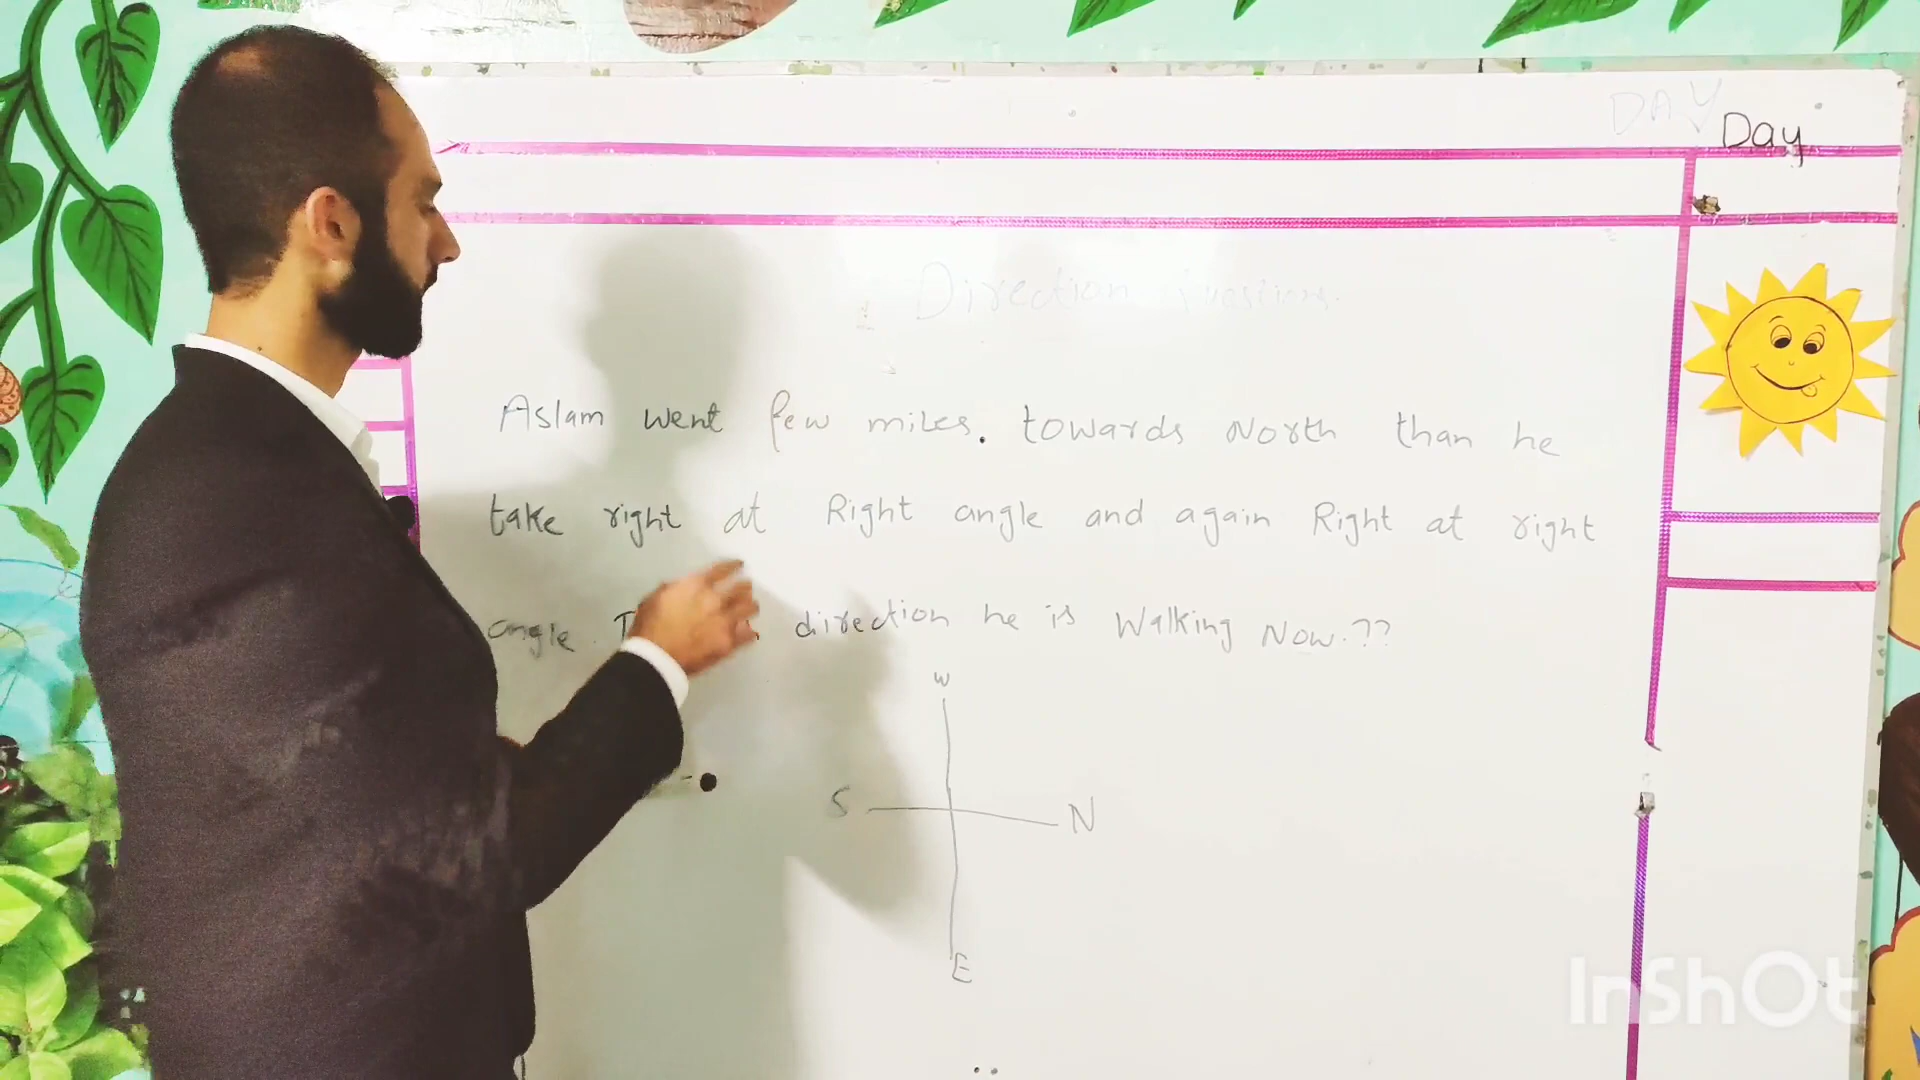 DAY
Day
Direction Questions.
Aslam went few miles. towards North than he
take right at Right angle and again Right at right
angle. direction he is Walking Now.??
W
S N
E
InShOt